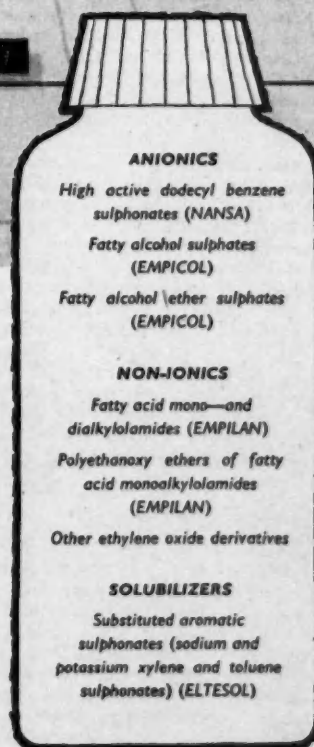 ANIONICS
High active dodecyl benzene
sulphonates (NANSA)
Fatty alcohol sulphates
(EMPICOL)
Fatty alcohol ether sulphates
(EMPICOL)
NON-IONICS
Fatty acid mono—and
dialkylolamides (EMPILAN)
Polyethanoxy ethers of fatty
acid monoalkylolamides
(EMPILAN)
Other ethylene oxide derivatives
SOLUBILIZERS
Substituted aromatic
sulphonates (sodium and
potassium xylene and toluene
sulphonates) (ELTESOL)